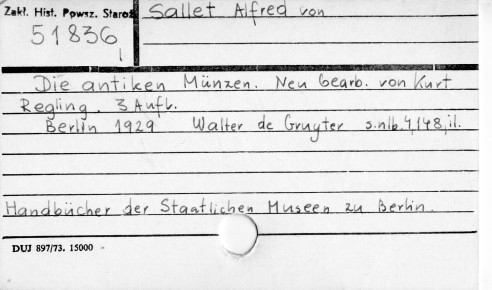 Zakł. Hist. Powsz. Staroż.
Sallet Alfred von
51836
Die antiken Münzen. Neu bearb. von Kurt
Regling. 3 Aufl.
Berlin 1929 Walter de Gruyter s.nlb.4,148, il.
Handbücher der Staatlichen Museen zu Berlin.
DUJ 897/73. 15000